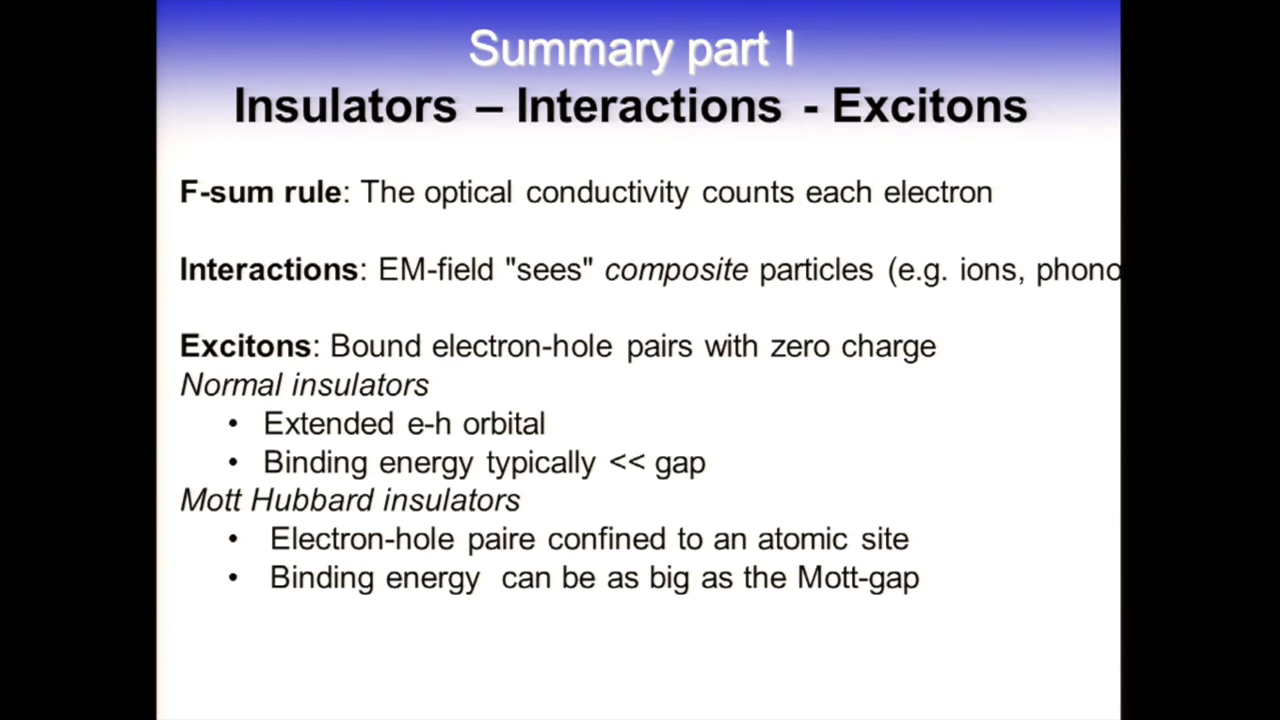 Summary part I
Insulators – Interactions - Excitons
F-sum rule: The optical conductivity counts each electron
Interactions: EM-field "sees" composite particles (e.g. ions, phono
Excitons: Bound electron-hole pairs with zero charge
Normal insulators
• Extended e-h orbital
• Binding energy typically << gap
Mott Hubbard insulators
• Electron-hole paire confined to an atomic site
• Binding energy can be as big as the Mott-gap